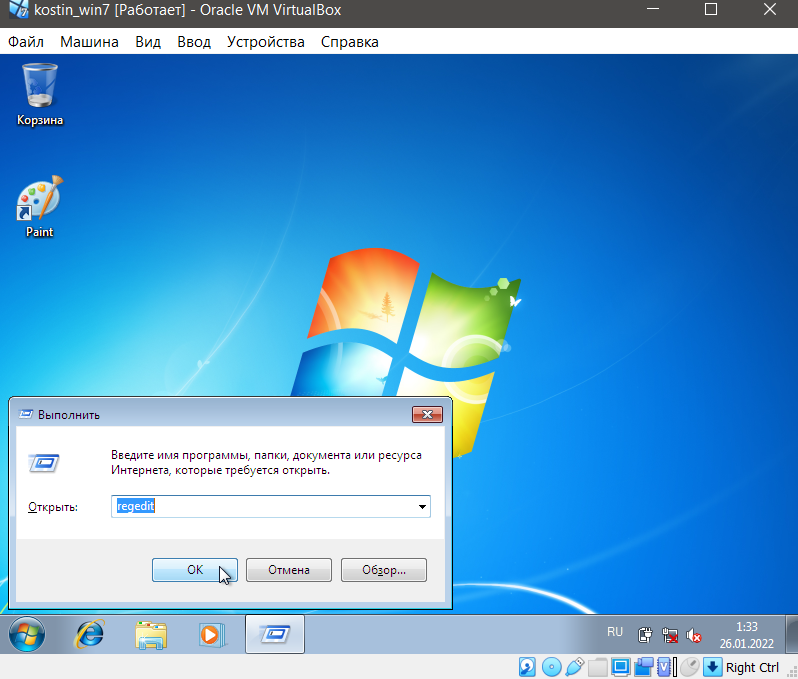 kostin_win7 [Работает] - Oracle VM VirtualBox
Файл Машина Вид Ввод Устройства Справка
Корзина
Paint
Выполнить
Введите имя программы, папки, документа или ресурса
Интернета, которые требуется открыть.
Открыть: regedit
OK Отмена Обзор...
RU 1:33
26.01.2022
Right Ctrl